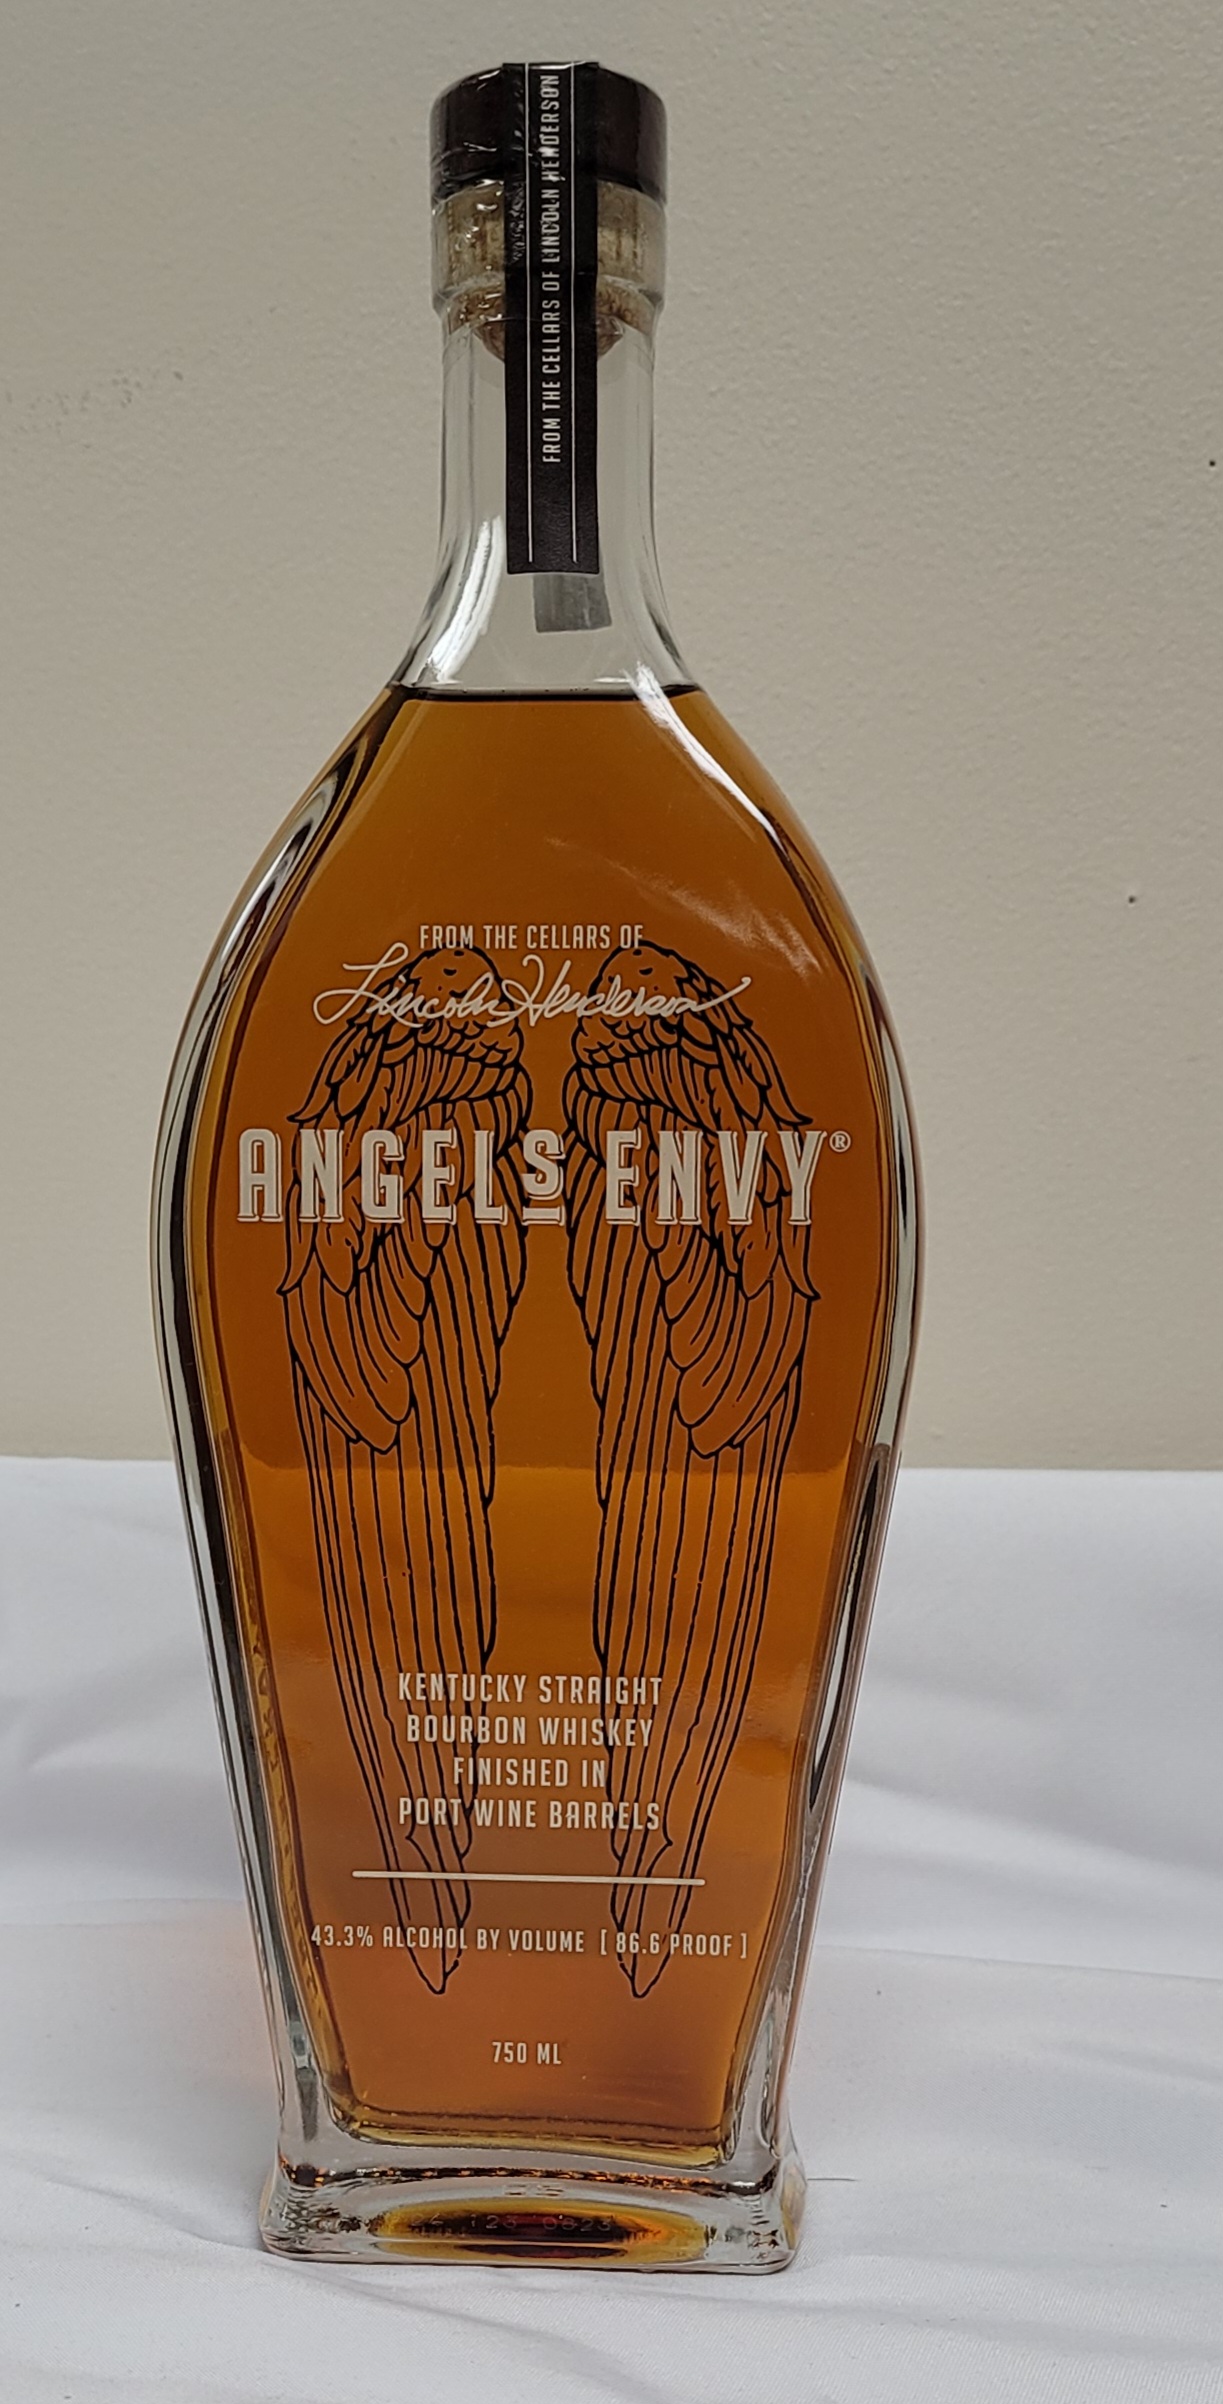 FROM THE CELLARS OF LINCOLN HENDERSON
FROM THE CELLARS OF
Lincoln Henderson
ANGELS ENVY®
KENTUCKY STRAIGHT
BOURBON WHISKEY
FINISHED IN
PORT WINE BARRELS
43.3% ALCOHOL BY VOLUME [ 86.6 PROOF ]
750 ML